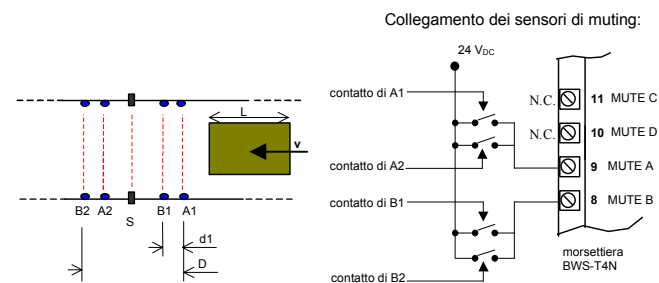 Collegamento dei sensori di muting:
24 V_DC
contatto di A1
contatto di A2
contatto di B1
contatto di B2
N.C. 11 MUTE C
N.C. 10 MUTE D
9 MUTE A
8 MUTE B
morsettiera
BWS-T4N
L
v
B2 A2 S B1 A1
d1
D